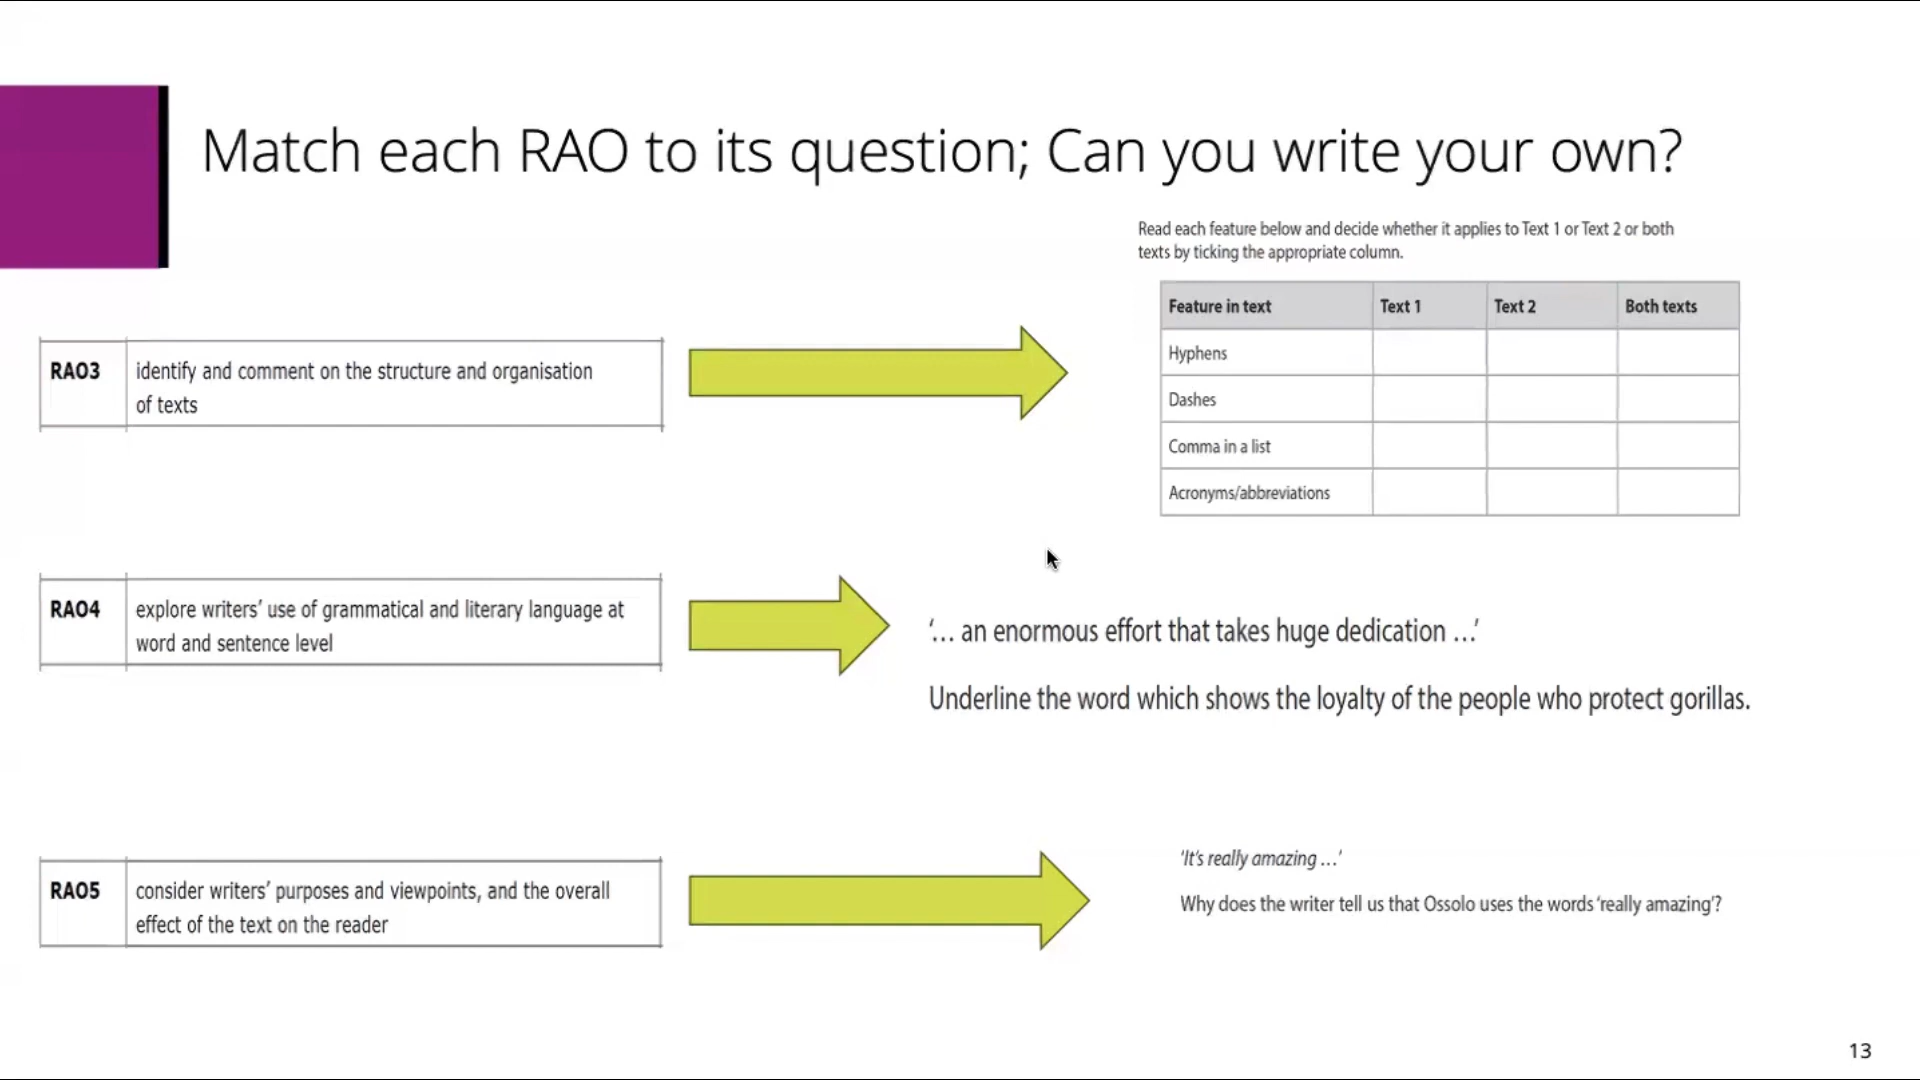 Match each RAO to its question; Can you write your own?
Read each feature below and decide whether it applies to Text 1 or Text 2 or both
texts by ticking the appropriate column.
Feature in text Text 1 Text 2 Both texts
Hyphens
Dashes
Comma in a list
Acronyms/abbreviations
RAO3 identify and comment on the structure and organisation
of texts
RAO4 explore writers’ use of grammatical and literary language at
word and sentence level
‘… an enormous effort that takes huge dedication …’
Underline the word which shows the loyalty of the people who protect gorillas.
RAO5 consider writers’ purposes and viewpoints, and the overall
effect of the text on the reader
‘It’s really amazing …’
Why does the writer tell us that Ossolo uses the words ‘really amazing’?
13